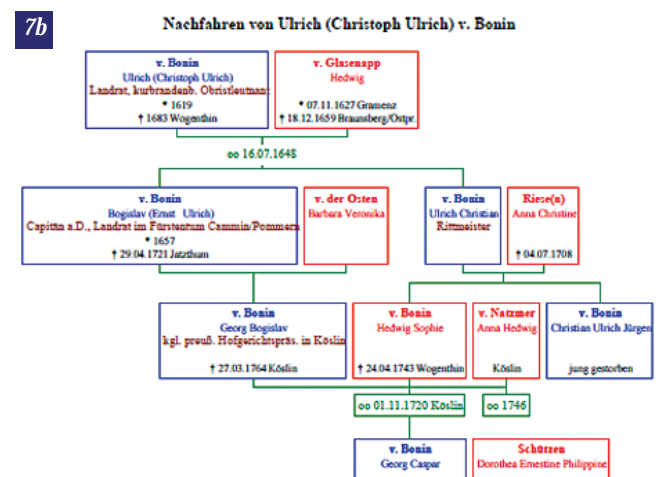 7b
Nachfahren von Ulrich (Christoph Ulrich) v. Bonin
v. Bonin
Ulrich (Christoph Ulrich)
Landrat, kurbrandenb. Obristleutnant
* 1619
† 1683 Wogenthin
v. Glasenapp
Hedwig
* 07.11.1627 Gramenz
† 18.12.1659 Braunsberg/Ostpr.
oo 16.07.1648
v. Bonin
Bogislav (Ernst Ulrich)
Capitän a.D., Landrat im Fürstentum Cammin/Pommern
* 1657
† 29.04.1721 Jatzthum
v. der Osten
Barbara Veronika
v. Bonin
Ulrich Christian
Rittmeister
Riese(n)
Anna Christine
† 04.07.1708
v. Bonin
Georg Bogislav
kgl. preuß. Hofgerichtspräs. in Köslin
† 27.03.1764 Köslin
v. Bonin
Hedwig Sophie
† 24.04.1743 Wogenthin
v. Natzmer
Anna Hedwig
Köslin
v. Bonin
Christian Ulrich Jürgen
jung gestorben
oo 01.11.1720 Köslin
oo 1746
v. Bonin
Georg Caspar
Schützen
Dorothea Ernestine Philippine